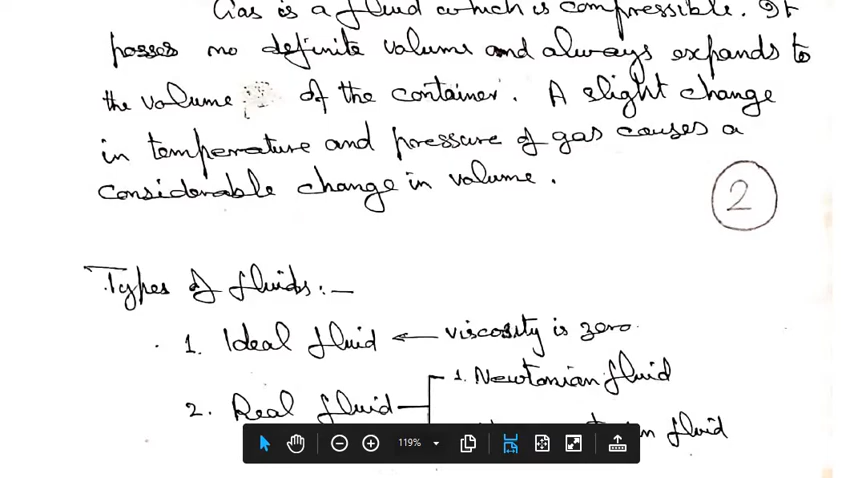 Gas is a fluid which is compressible. It
posses no definite volume and always expands to
the volume of the container. A slight change
in temperature and pressure of gas causes a
considerable change in volume.
2
Types of fluids:-
1. Ideal fluid ← viscosity is zero.
1. Newtonian fluid
2. Real fluid
fluid
119%